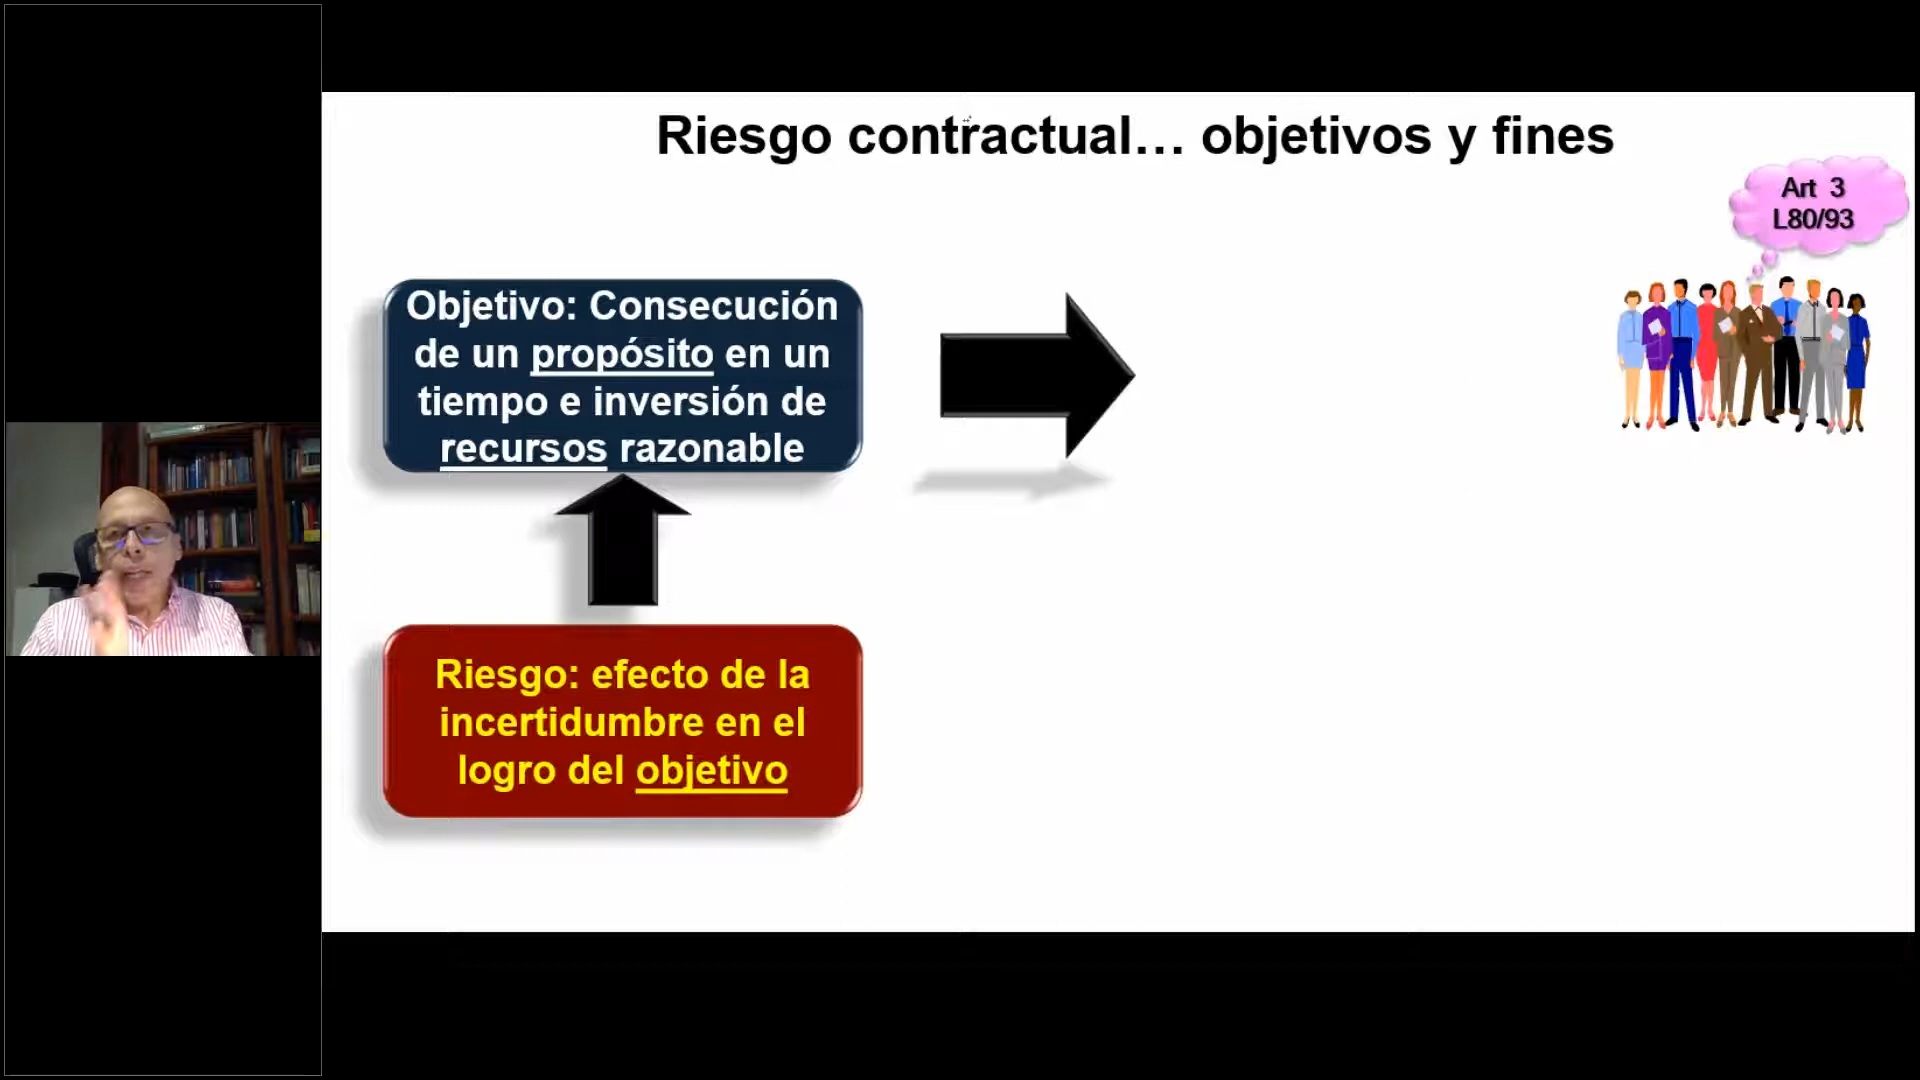 Riesgo contractual… objetivos y fines
Art 3
L80/93
Objetivo: Consecución
de un propósito en un
tiempo e inversión de
recursos razonable
Riesgo: efecto de la
incertidumbre en el
logro del objetivo